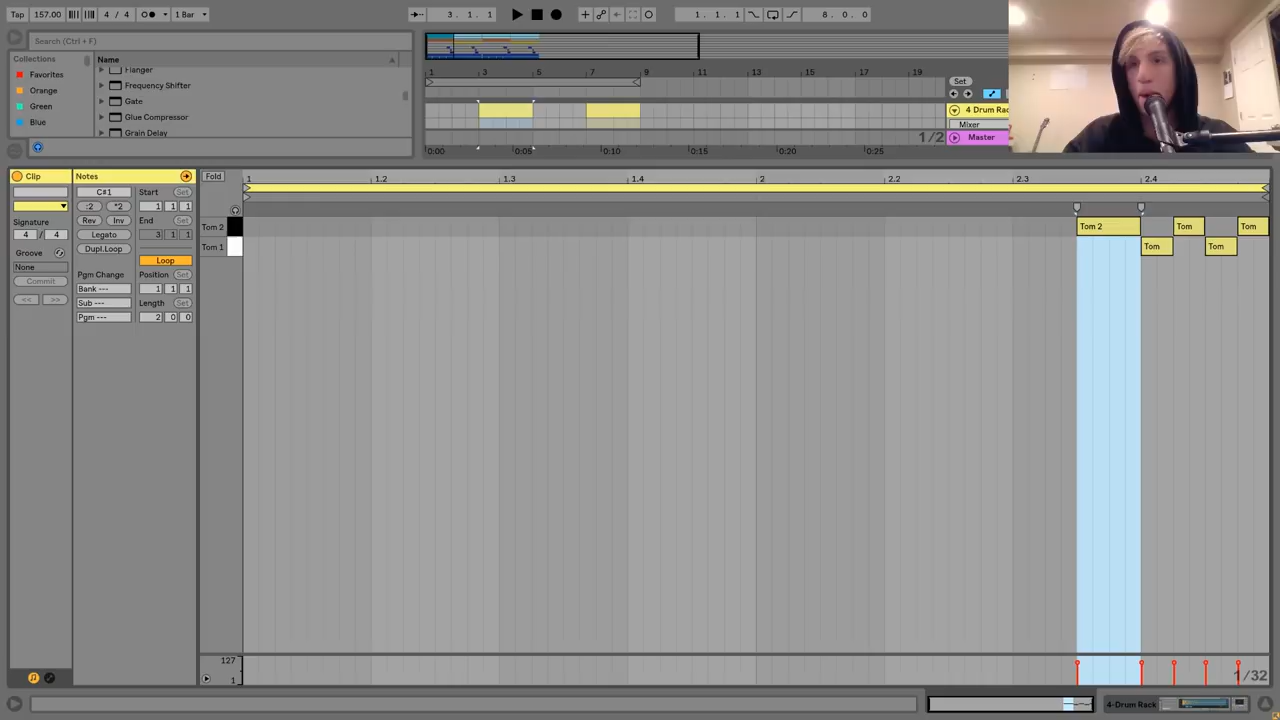 Tap 157.00 4 / 4 1 Bar 3. 1. 1 1. 1. 1 8. 0. 0
Search (Ctrl + F)
Collections Name
Favorites
Orange
Green
Blue
Flanger
Frequency Shifter
Gate
Glue Compressor
Grain Delay
1 3 5 7 9 11 13 15 17 19
Set
4 Drum Rac
Mixer
1/2 Master
0:00 0:05 0:10 0:15 0:20 0:25
Clip Notes Fold
C#1 Start Set
:2 *2 1 1 1
Signature Rev Inv End Set
4 / 4 Legato 3 1 1
Groove Dupl.Loop
None Loop
Commit Pgm Change Position Set
<< >> Bank --- 1 1 1
Sub --- Length Set
Pgm --- 2 0 0
1 1.2 1.3 1.4 2 2.2 2.3 2.4
Tom 2 Tom 2 Tom Tom
Tom 1 Tom Tom
127
1
1/32
4-Drum Rack